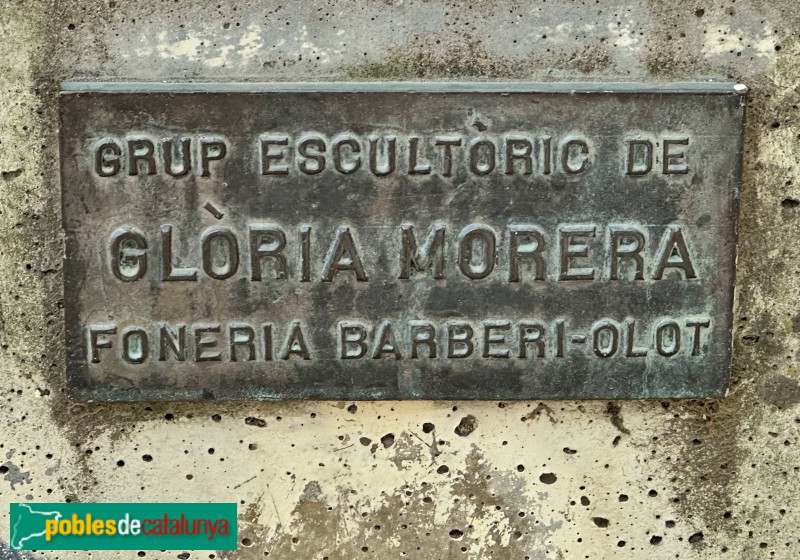 GRUP ESCULTÒRIC DE
GLÒRIA MORERA
FONERIA BARBERI-OLOT
poblesdecatalunya